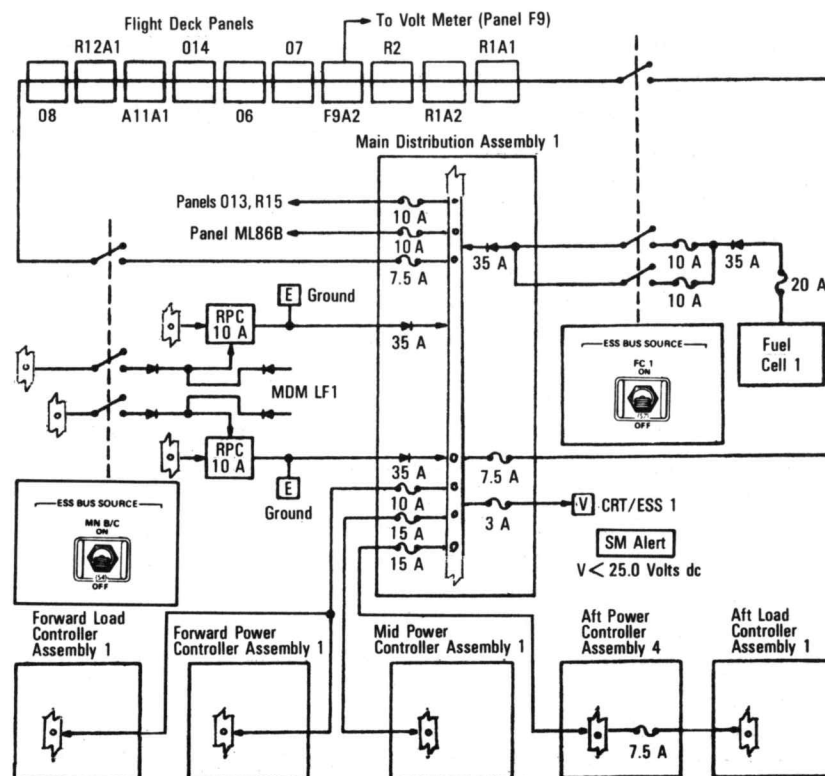 Flight Deck Panels
To Volt Meter (Panel F9)
R12A1 014 07 R2 R1A1
08 A11A1 06 F9A2 R1A2
Main Distribution Assembly 1
Panels 013, R15
10 A
Panel ML86B
10 A
7.5 A
35 A
10 A
35 A
10 A
20 A
E Ground
RPC
10 A
35 A
MDM LF1
RPC
10 A
35 A
E
Ground
ESS BUS SOURCE
FC 1
ON
OFF
Fuel
Cell 1
7.5 A
10 A
15 A
15 A
3 A
V CRT/ESS 1
SM Alert
V < 25.0 Volts dc
ESS BUS SOURCE
MN B/C
ON
OFF
Forward Load
Controller
Assembly 1
Forward Power
Controller Assembly 1
Mid Power
Controller Assembly 1
Aft Power
Controller
Assembly 4
Aft Load
Controller
Assembly 1
7.5 A